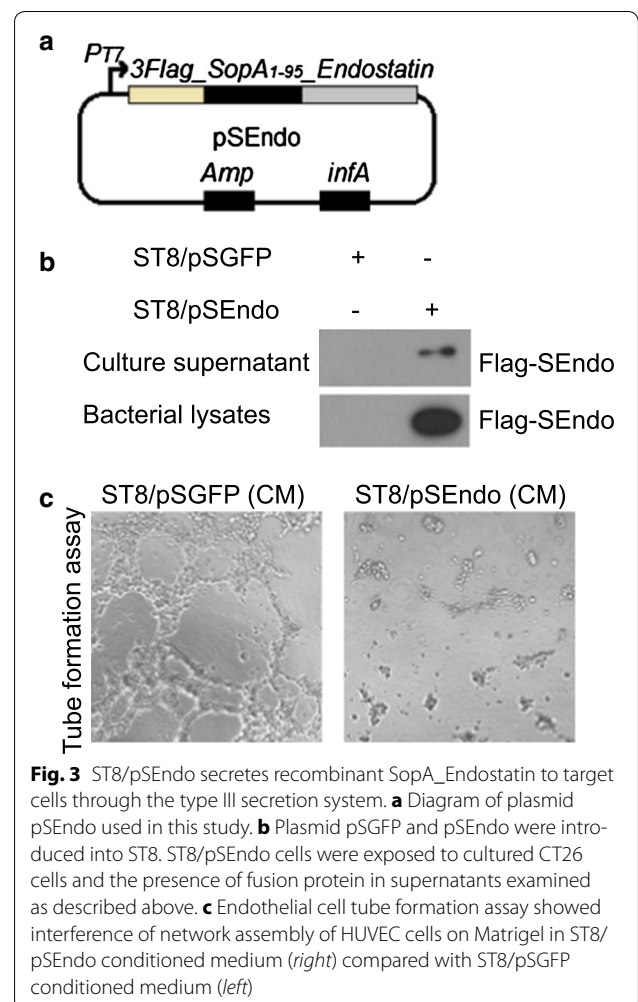 a
PT7
3Flag_SopA1-95_Endostatin
pSEndo
Amp infA
b
ST8/pSGFP + -
ST8/pSEndo - +
Culture supernatant Flag-SEndo
Bacterial lysates Flag-SEndo
c
ST8/pSGFP (CM) ST8/pSEndo (CM)
Tube formation assay
Fig. 3 ST8/pSEndo secretes recombinant SopA_Endostatin to target
cells through the type III secretion system. a Diagram of plasmid
pSEndo used in this study. b Plasmid pSGFP and pSEndo were intro-
duced into ST8. ST8/pSEndo cells were exposed to cultured CT26
cells and the presence of fusion protein in supernatants examined
as described above. c Endothelial cell tube formation assay showed
interference of network assembly of HUVEC cells on Matrigel in ST8/
pSEndo conditioned medium (right) compared with ST8/pSGFP
conditioned medium (left)